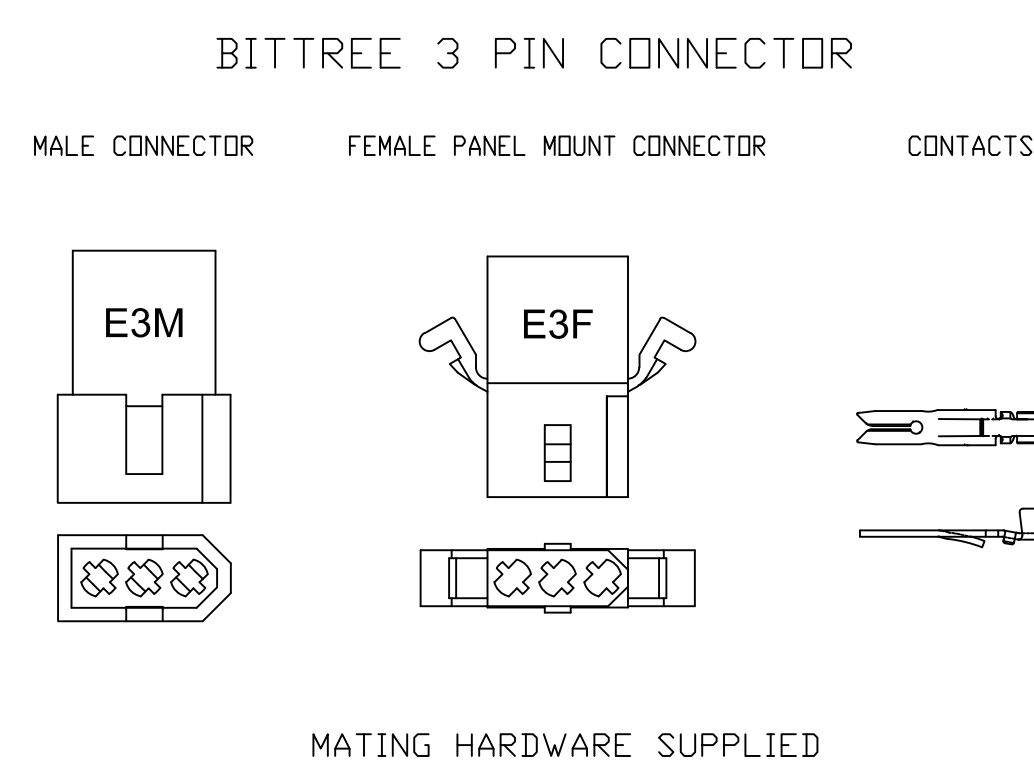 BITTREE 3 PIN CONNECTOR
MALE CONNECTOR
FEMALE PANEL MOUNT CONNECTOR
CONTACTS
E3M
E3F
MATING HARDWARE SUPPLIED